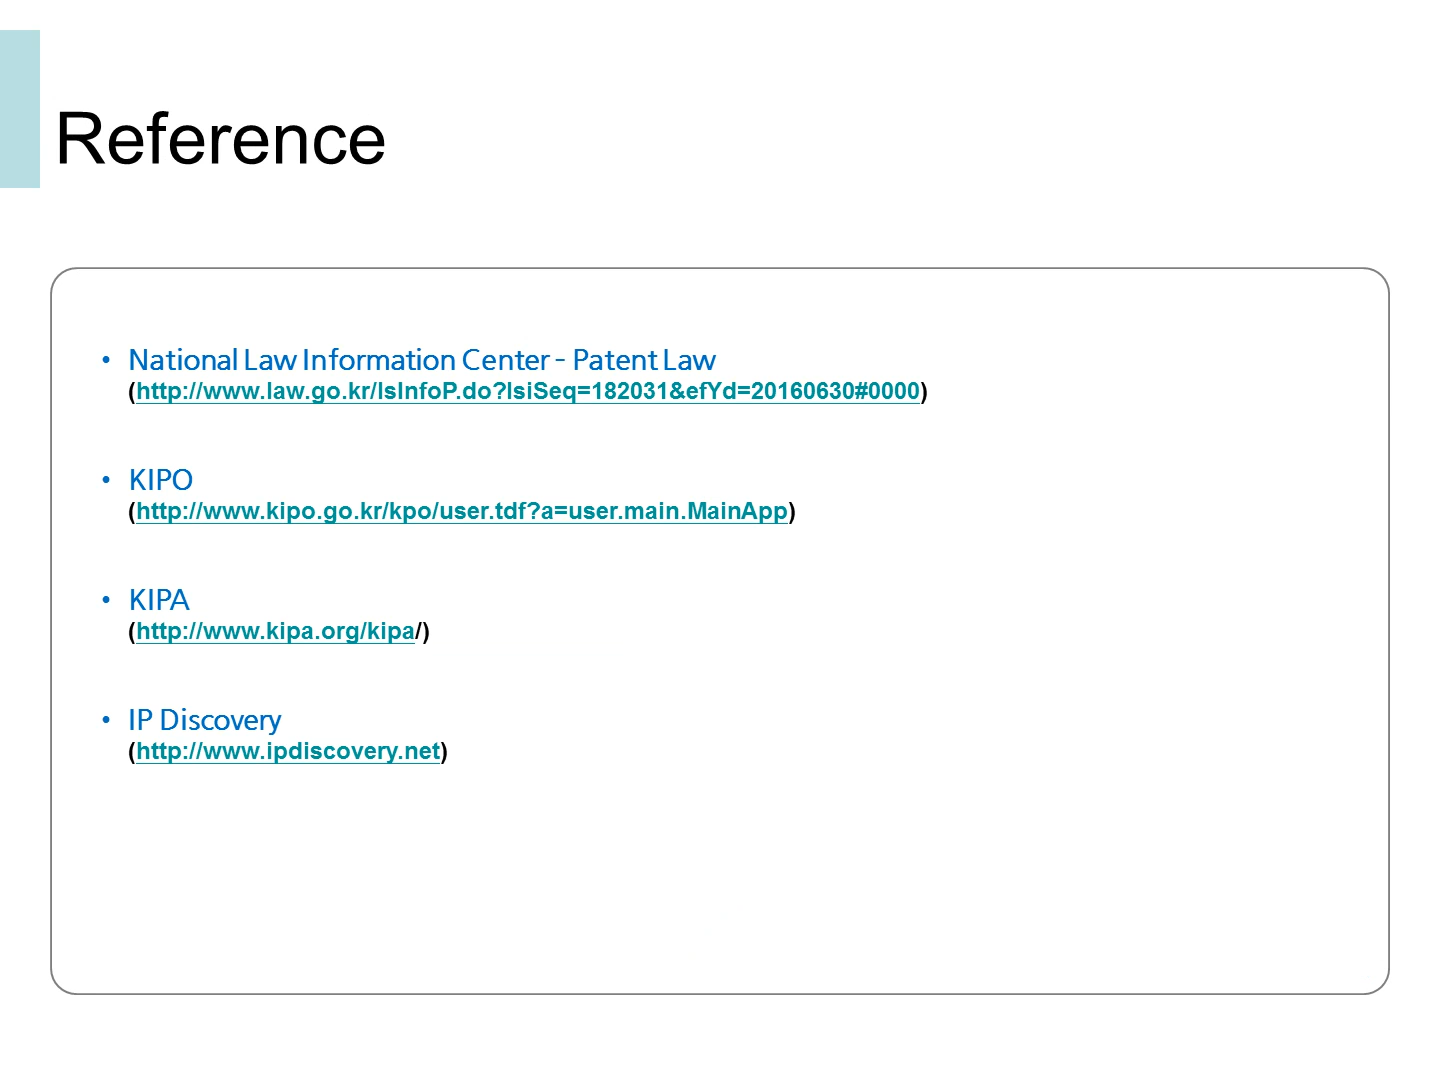 Reference
• National Law Information Center - Patent Law
(http://www.law.go.kr/lsInfoP.do?lsiSeq=182031&efYd=20160630#0000)
• KIPO
(http://www.kipo.go.kr/kpo/user.tdf?a=user.main.MainApp)
• KIPA
(http://www.kipa.org/kipa/)
• IP Discovery
(http://www.ipdiscovery.net)